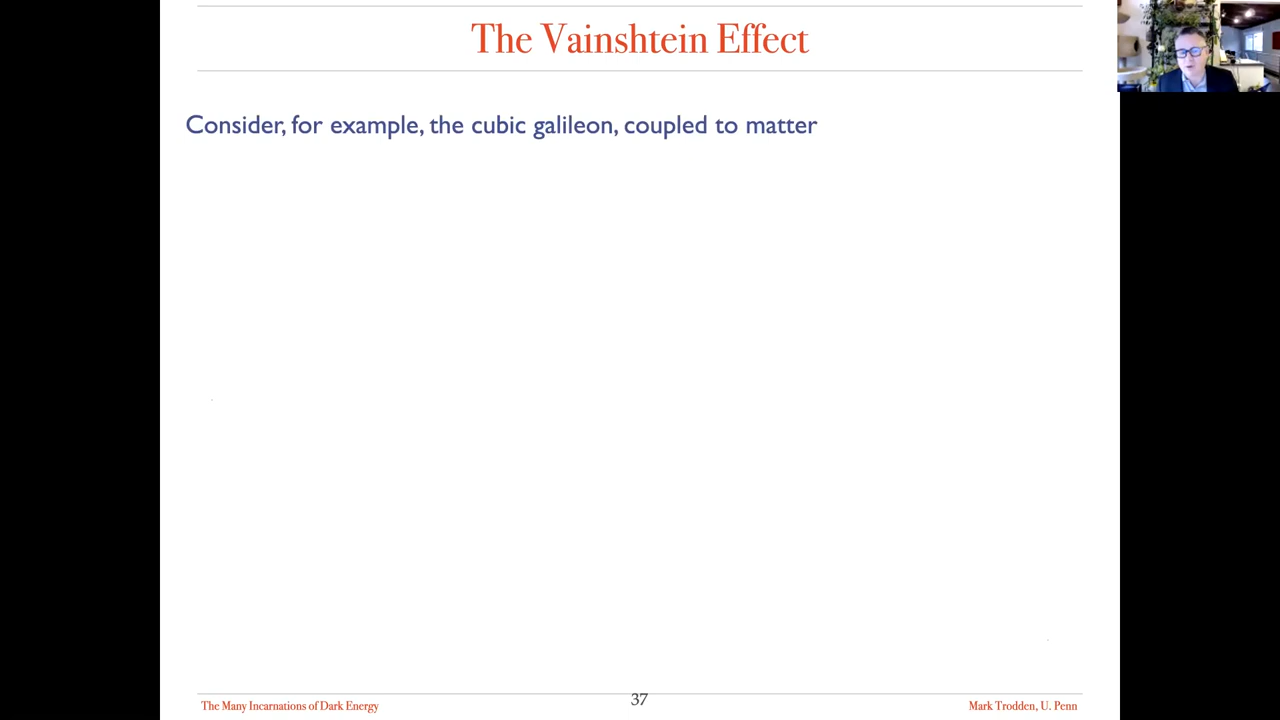 The Vainshtein Effect
Consider, for example, the cubic galileon, coupled to matter
The Many Incarnations of Dark Energy
37
Mark Trodden, U. Penn